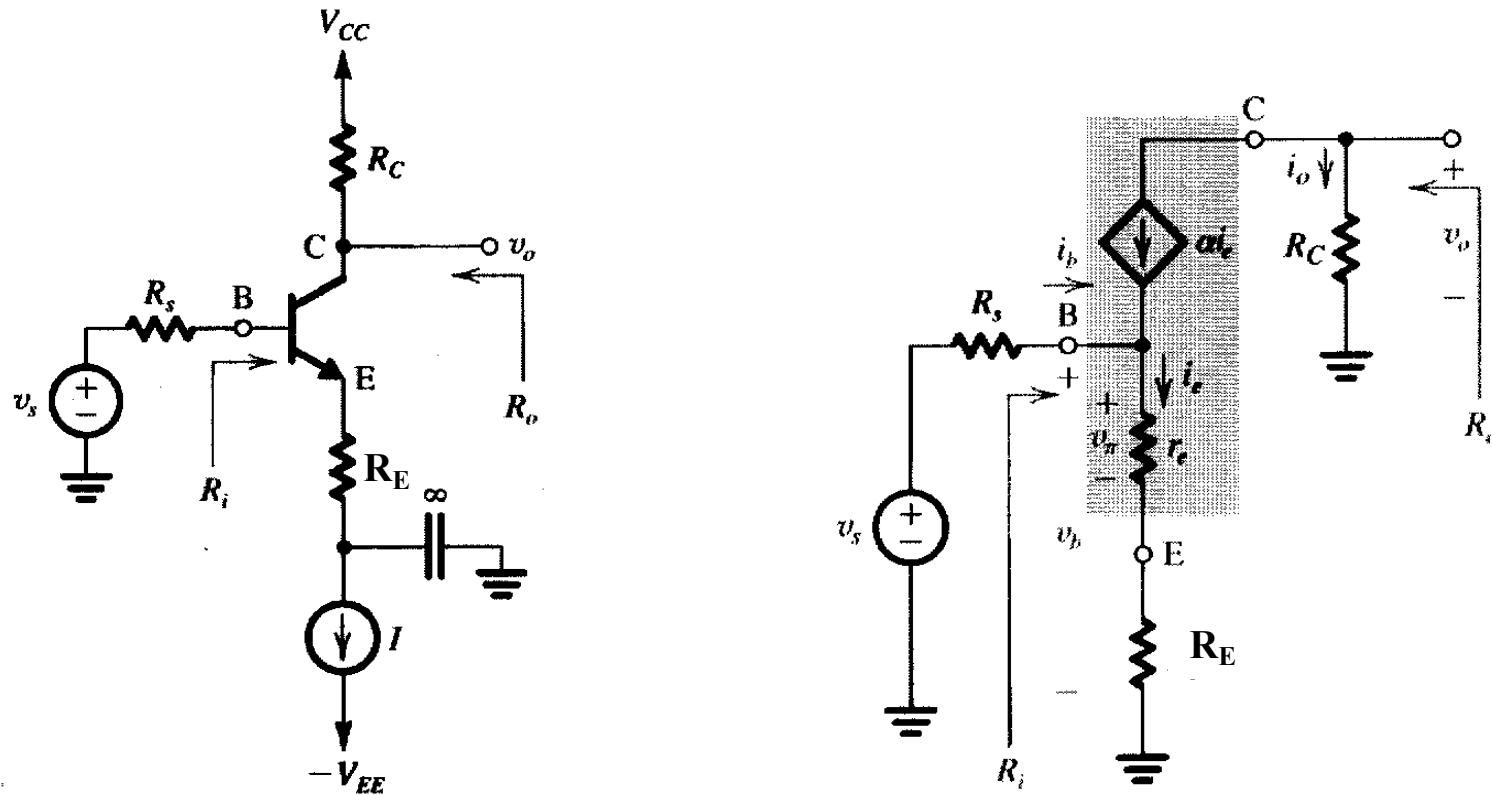 V_CC
R_C
C
v_o
R_s
B
E
v_s
+
−
R_i
R_o
R_E
∞
I
−V_EE
C
i_o
+
αi_e
R_C
v_o
−
i_b
R_s
B
+
i_e
+
v_π
r_e
−
v_s
+
−
v_b
E
R_E
−
R_i